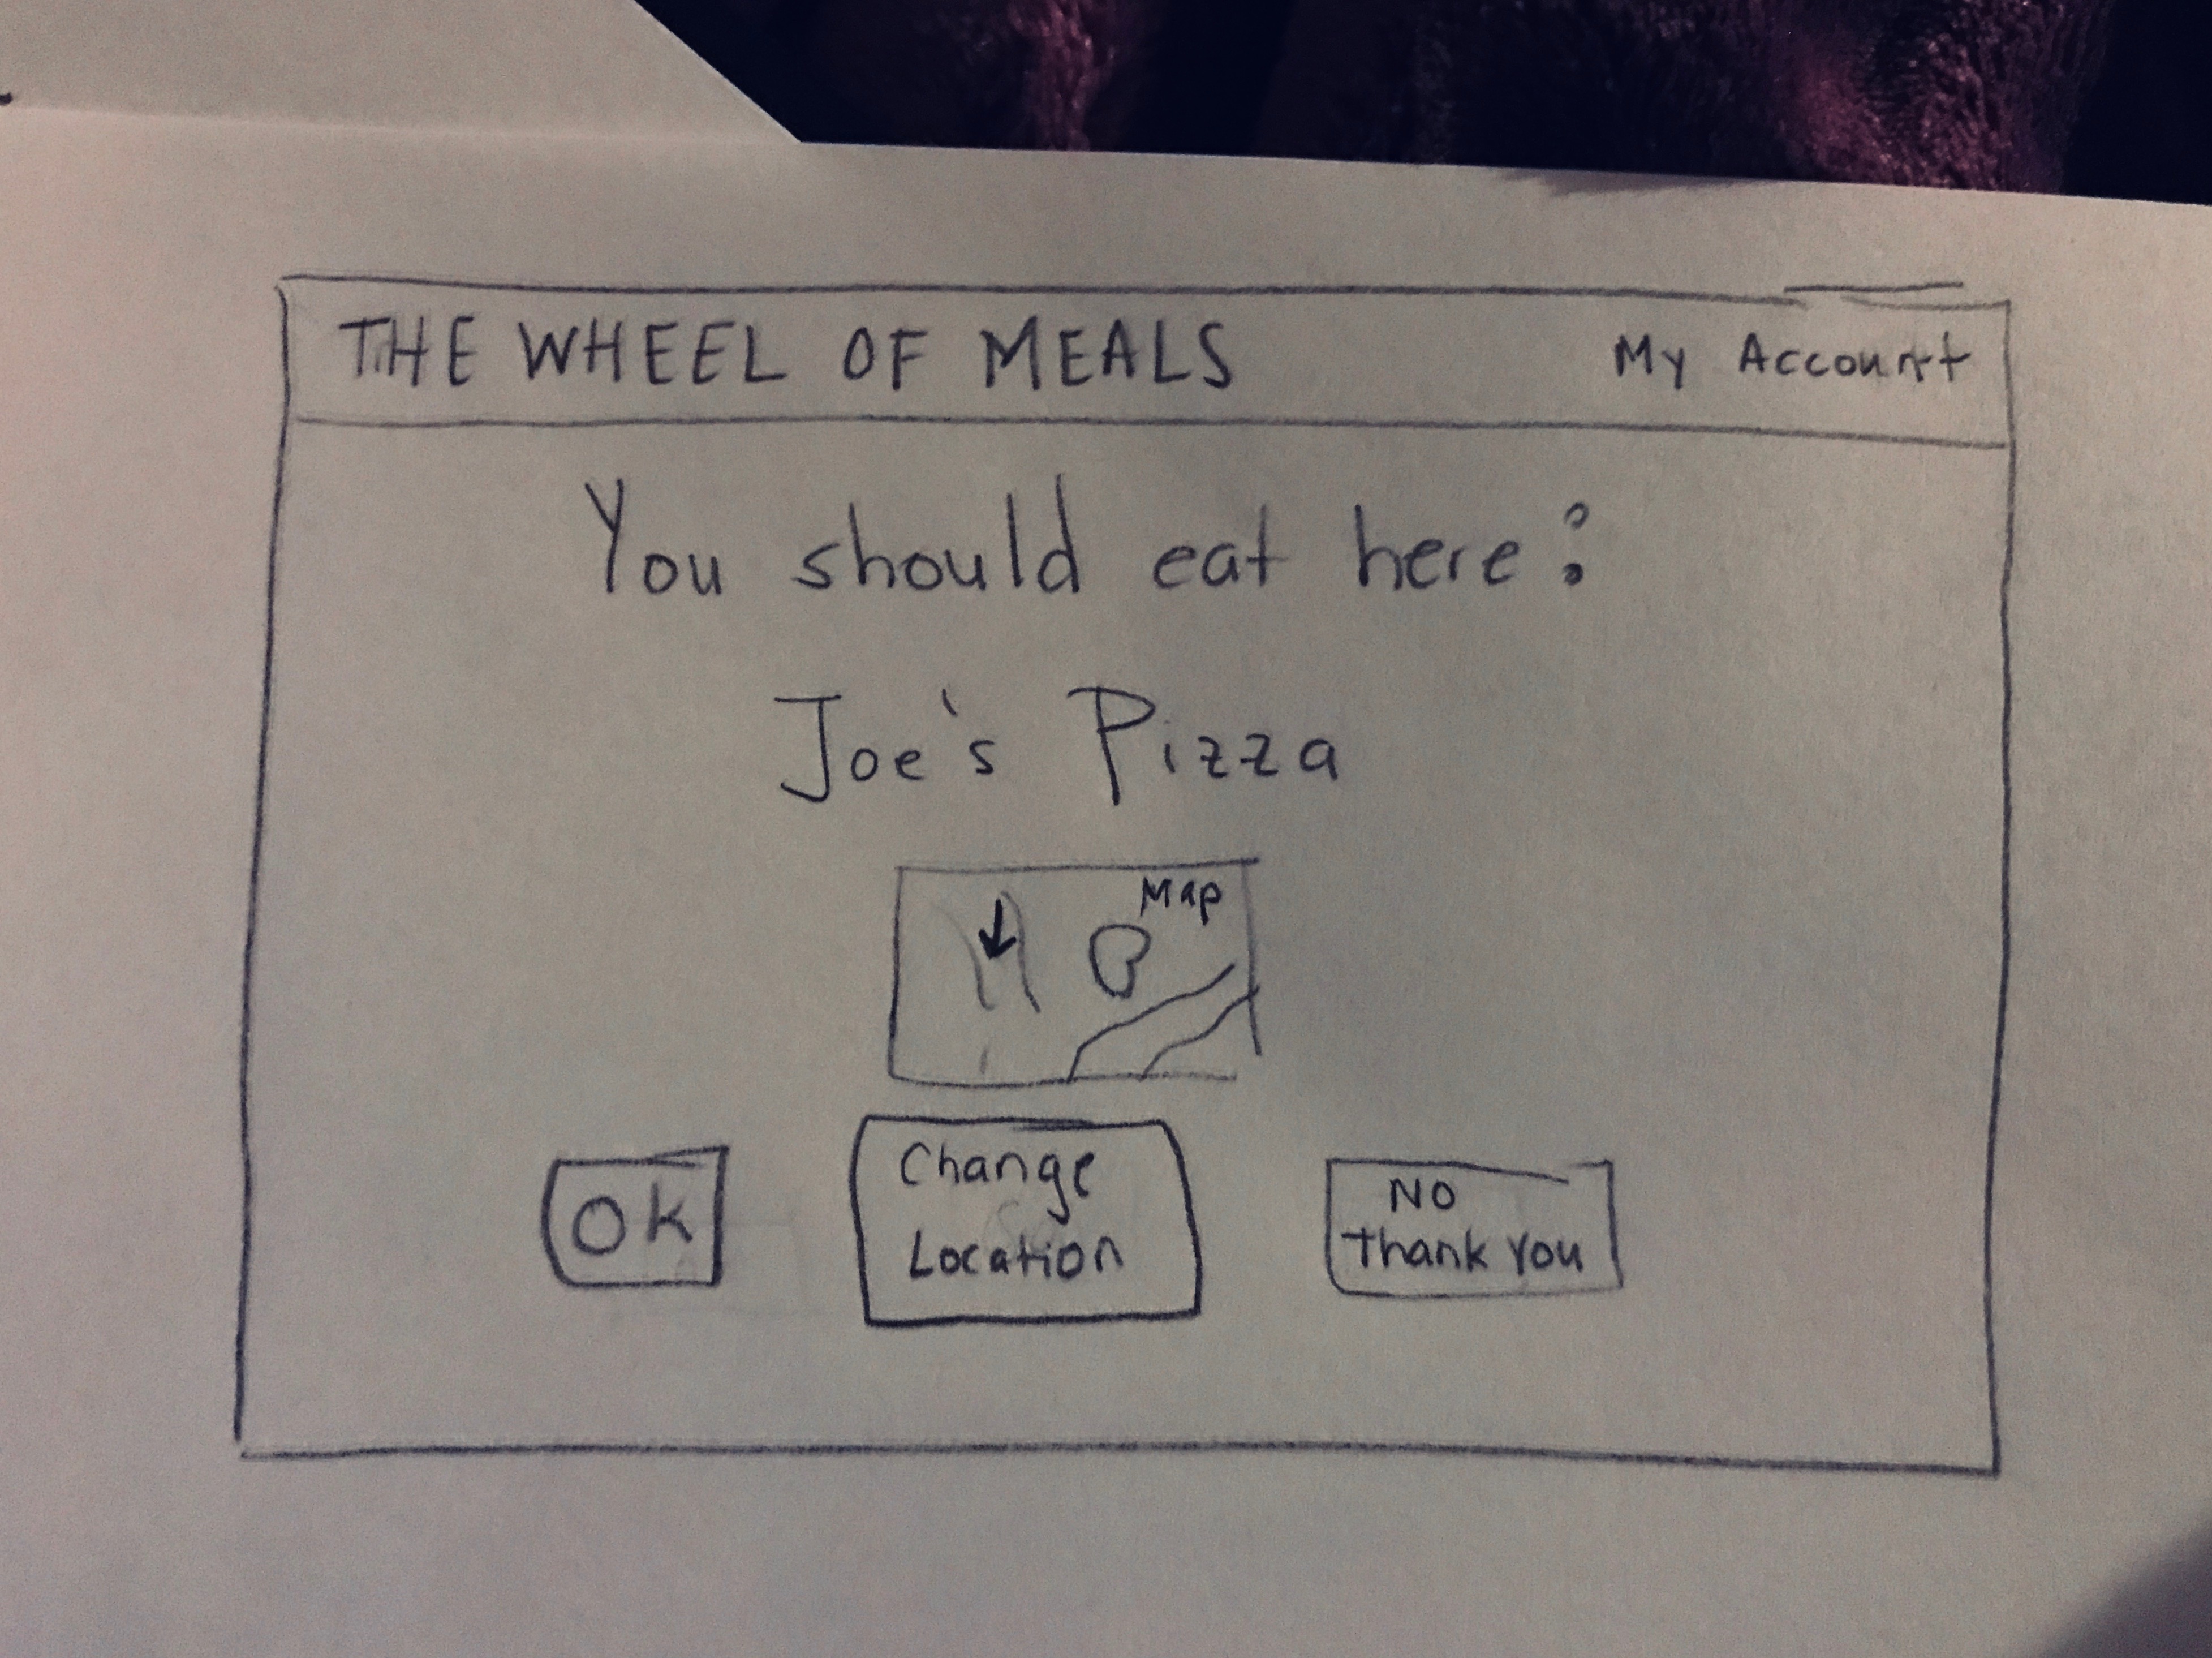 THE WHEEL OF MEALS
My Account
You should eat here:
Joe's Pizza
Map
OK
Change
Location
NO
Thank You